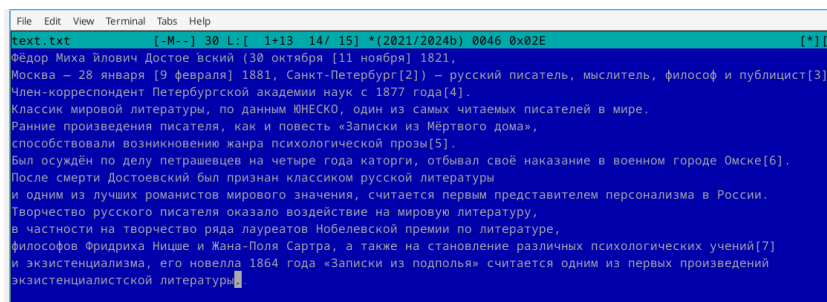 File Edit View Terminal Tabs Help
text.txt [-M--] 30 L:[ 1+13 14/ 15] *(2021/2024b) 0046 0x02E [*][
Фёдор Миха йлович Достое вский (30 октября [11 ноября] 1821,
Москва — 28 января [9 февраля] 1881, Санкт-Петербург[2]) — русский писатель, мыслитель, философ и публицист[3]
Член-корреспондент Петербургской академии наук с 1877 года[4].
Классик мировой литературы, по данным ЮНЕСКО, один из самых читаемых писателей в мире.
Ранние произведения писателя, как и повесть «Записки из Мёртвого дома»,
способствовали возникновению жанра психологической прозы[5].
Был осуждён по делу петрашевцев на четыре года каторги, отбывал своё наказание в военном городе Омске[6].
После смерти Достоевский был признан классиком русской литературы
и одним из лучших романистов мирового значения, считается первым представителем персонализма в России.
Творчество русского писателя оказало воздействие на мировую литературу,
в частности на творчество ряда лауреатов Нобелевской премии по литературе,
философов Фридриха Ницше и Жана-Поля Сартра, а также на становление различных психологических учений[7]
и экзистенциализма, его новелла 1864 года «Записки из подполья» считается одним из первых произведений
экзистенциалистской литературы..